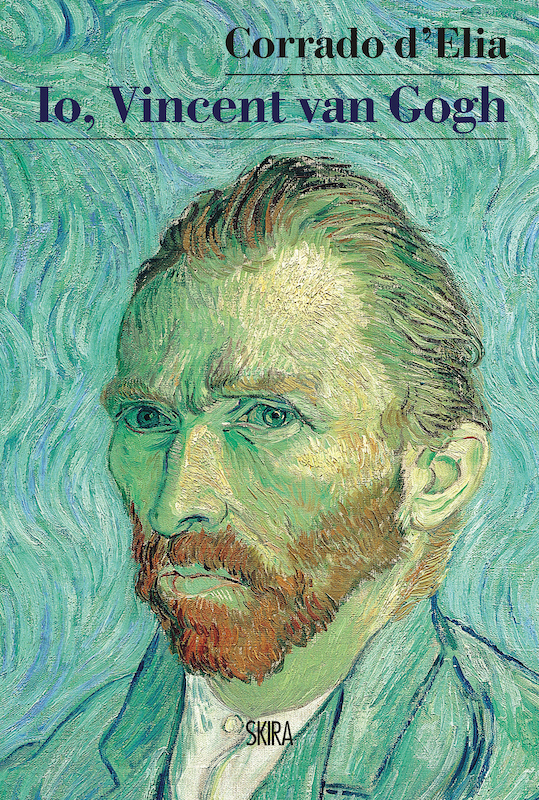 Corrado d’Elia
Io, Vincent van Gogh
SKIRA